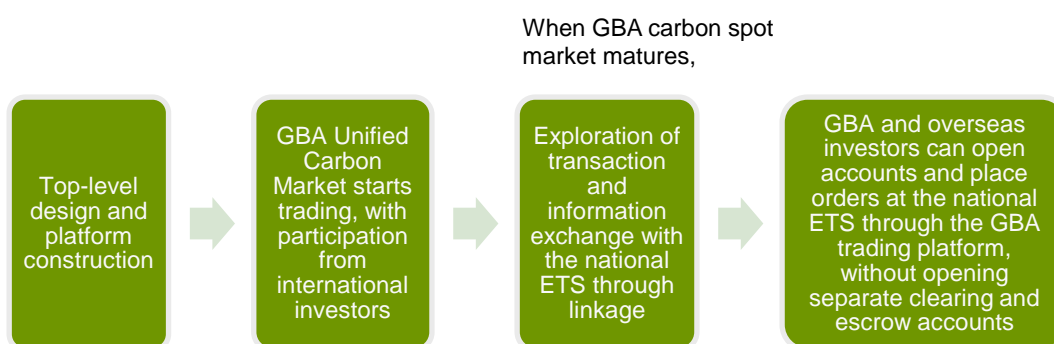 When GBA carbon spot
market matures,
Top-level
design and
platform
construction
GBA Unified
Carbon
Market starts
trading, with
participation
from
international
investors
Exploration of
transaction
and
information
exchange with
the national
ETS through
linkage
GBA and overseas
investors can open
accounts and place
orders at the national
ETS through the GBA
trading platform,
without opening
separate clearing and
escrow accounts